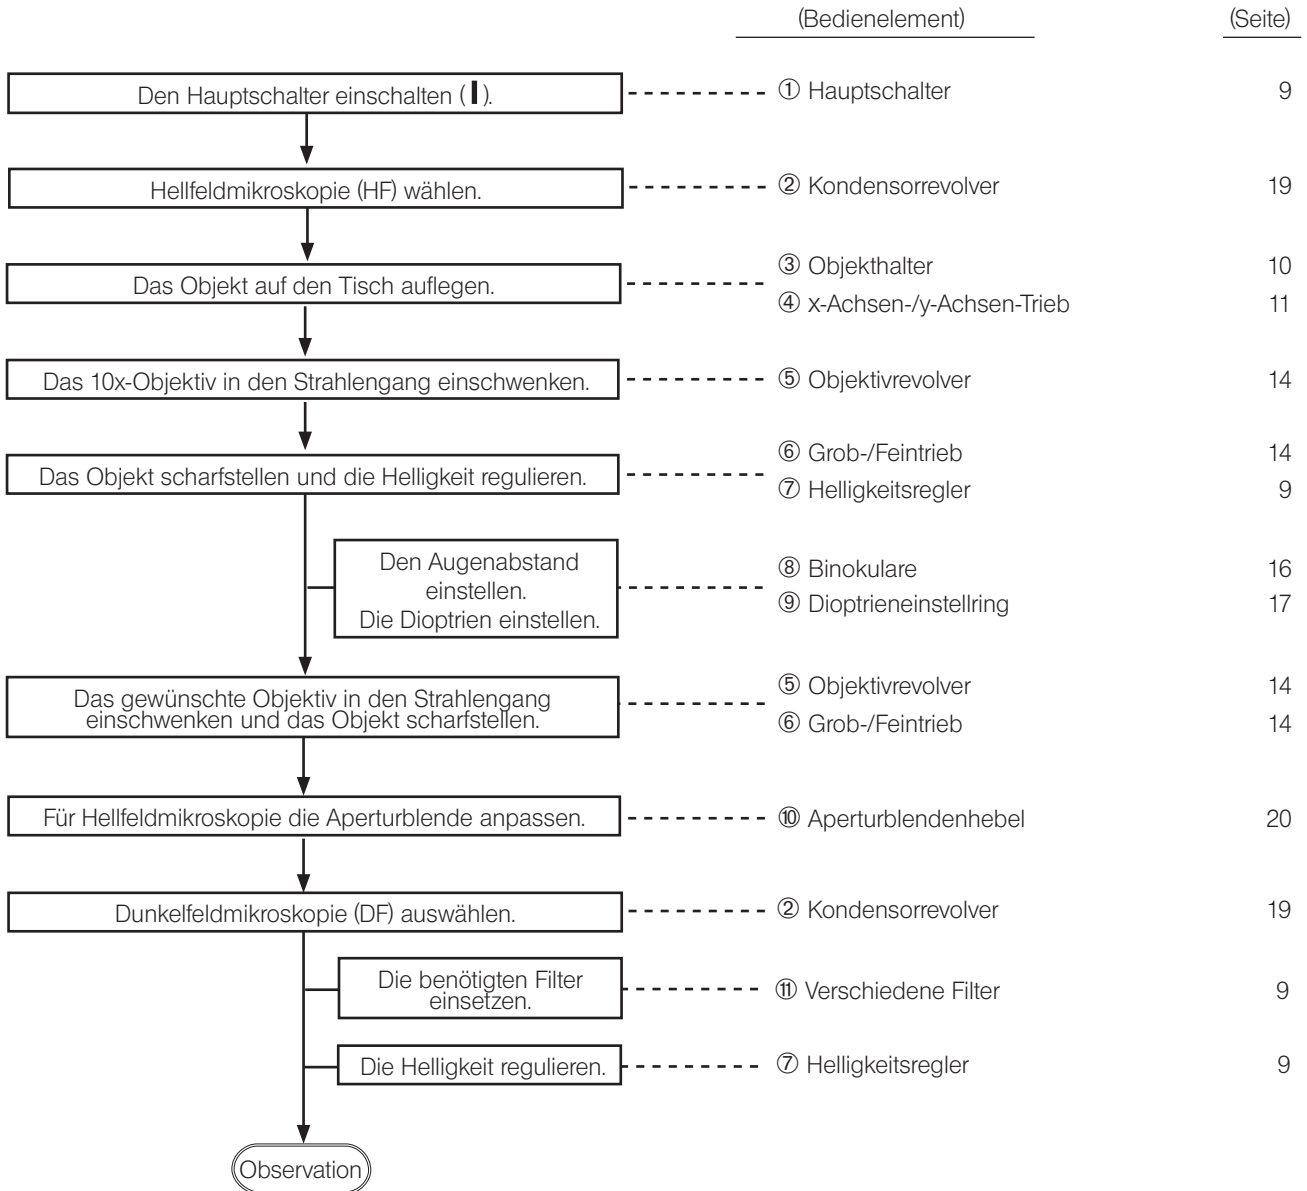 (Bedienelement) (Seite)
Den Hauptschalter einschalten ( I ). ① Hauptschalter 9
Hellfeldmikroskopie (HF) wählen. ② Kondensorrevolver 19
Das Objekt auf den Tisch auflegen. ③ Objekthalter 10
④ x-Achsen-/y-Achsen-Trieb 11
Das 10x-Objektiv in den Strahlengang einschwenken. ⑤ Objektivrevolver 14
Das Objekt scharfstellen und die Helligkeit regulieren. ⑥ Grob-/Feintrieb 14
⑦ Helligkeitsregler 9
Den Augenabstand
einstellen.
Die Dioptrien einstellen.
⑧ Binokulare 16
⑨ Dioptrieneinstellring 17
Das gewünschte Objektiv in den Strahlengang
einschwenken und das Objekt scharfstellen.
⑤ Objektivrevolver 14
⑥ Grob-/Feintrieb 14
Für Hellfeldmikroskopie die Aperturblende anpassen. ⑩ Aperturblendenhebel 20
Dunkelfeldmikroskopie (DF) auswählen. ② Kondensorrevolver 19
Die benötigten Filter
einsetzen.
⑪ Verschiedene Filter 9
Die Helligkeit regulieren. ⑦ Helligkeitsregler 9
Observation